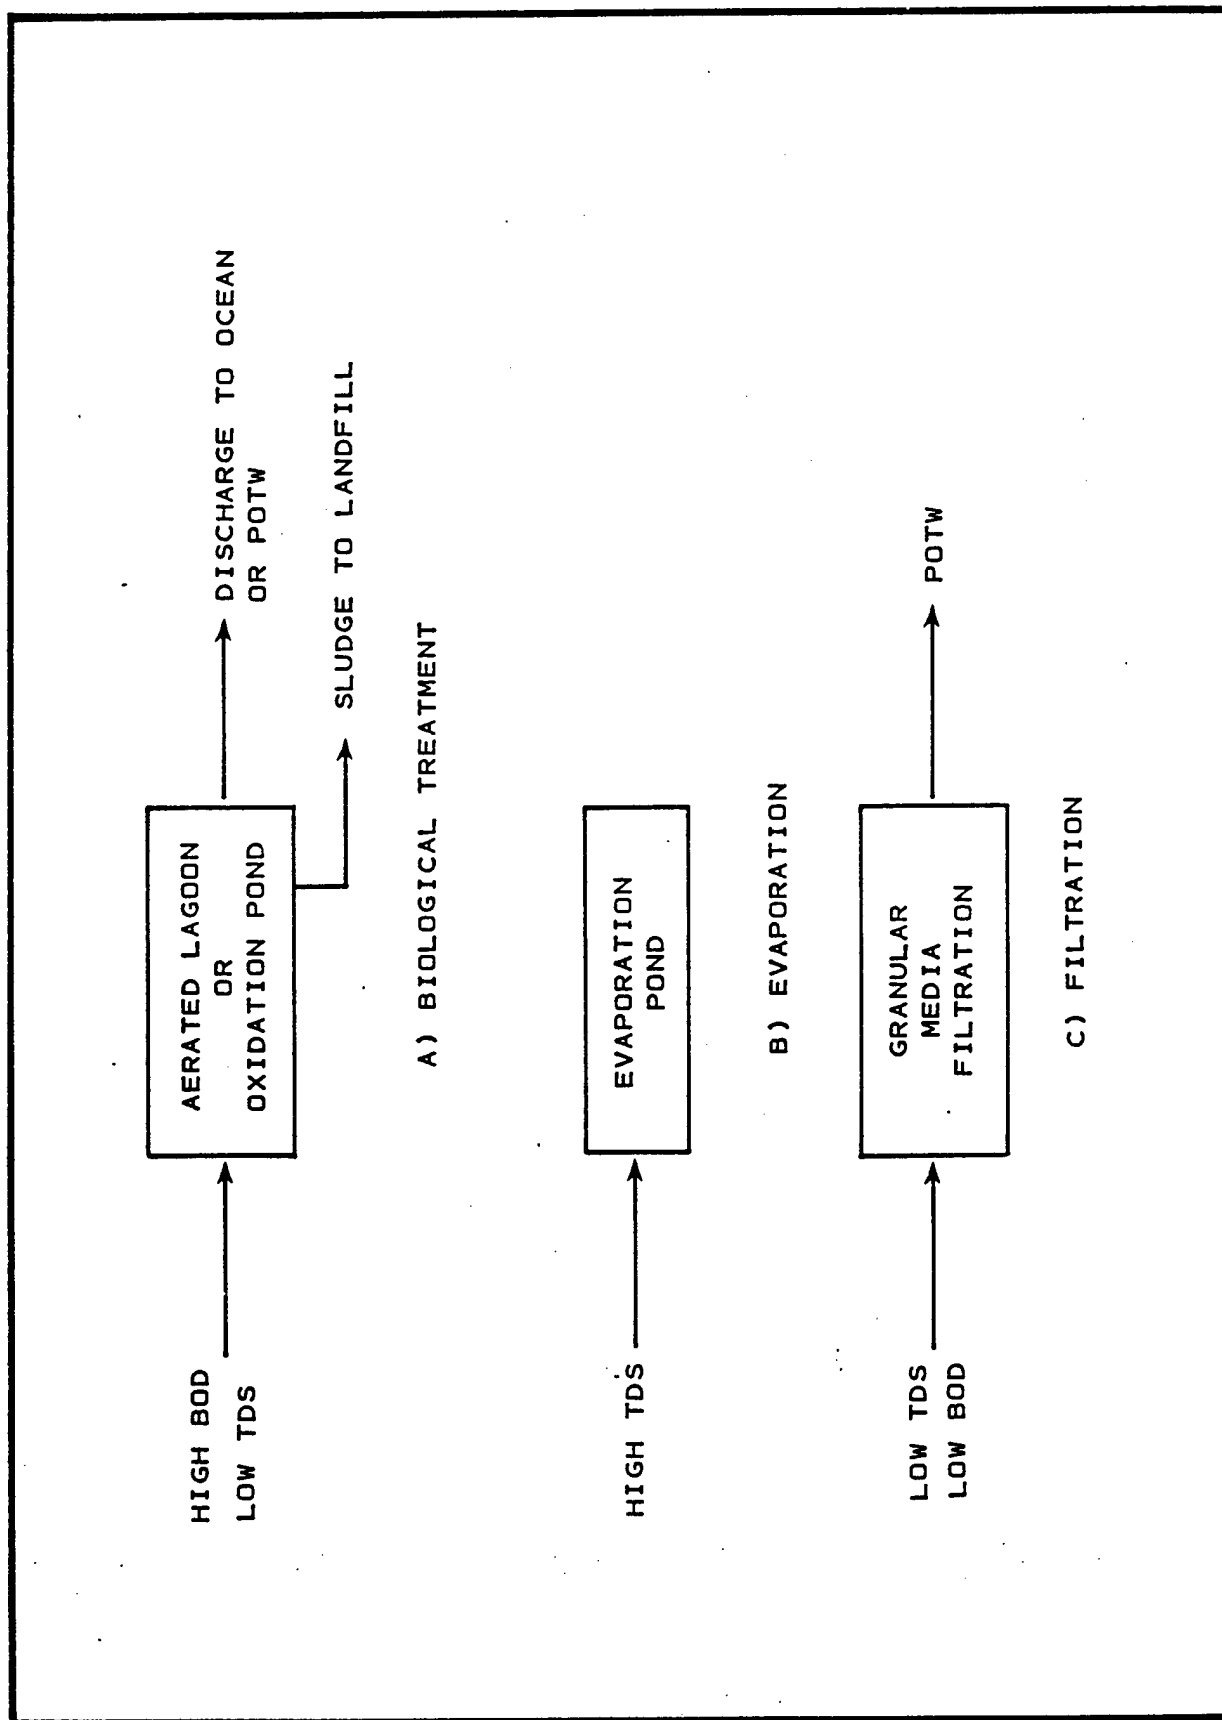 HIGH BOD
LOW TDS
AERATED LAGOON
OR
OXIDATION POND
DISCHARGE TO OCEAN
OR POTW
SLUDGE TO LANDFILL
A) BIOLOGICAL TREATMENT
HIGH TDS
EVAPORATION
POND
B) EVAPORATION
LOW TDS
LOW BOD
GRANULAR
MEDIA
FILTRATION
POTW
C) FILTRATION